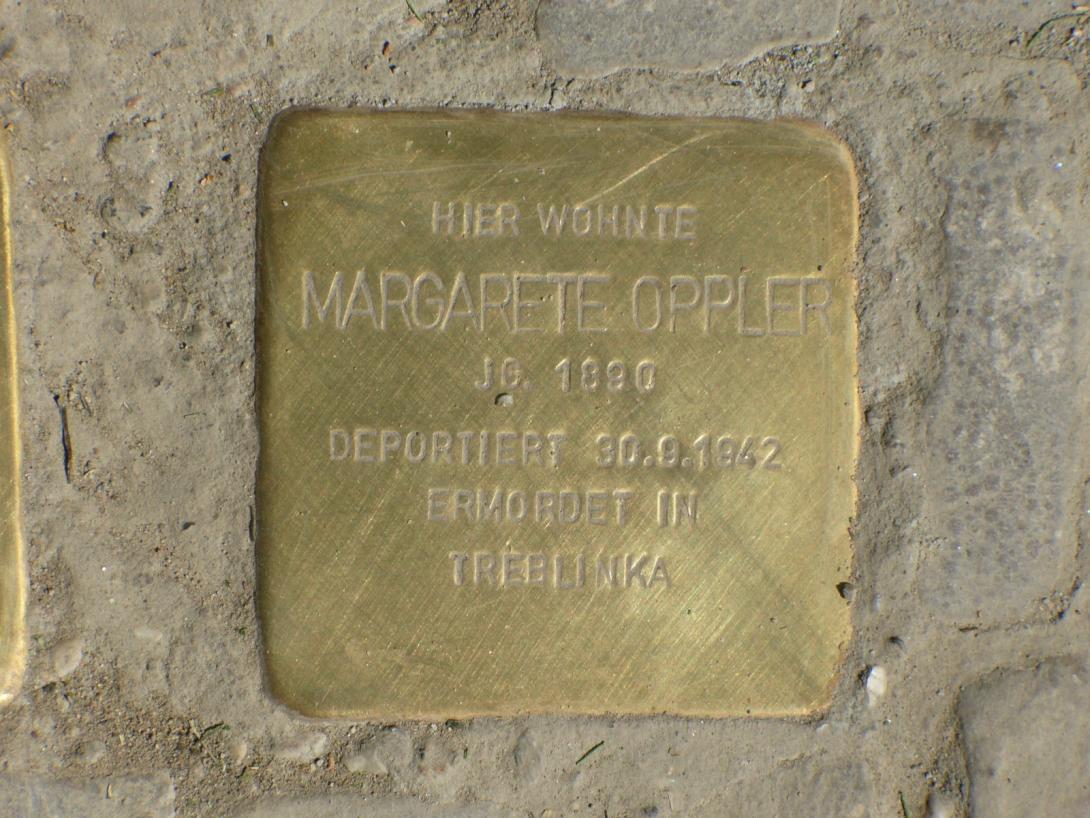 HIER WOHNTE
MARGARETE OPPLER
JG. 1890
DEPORTIERT 30.9.1942
ERMORDET IN
TREBLINKA